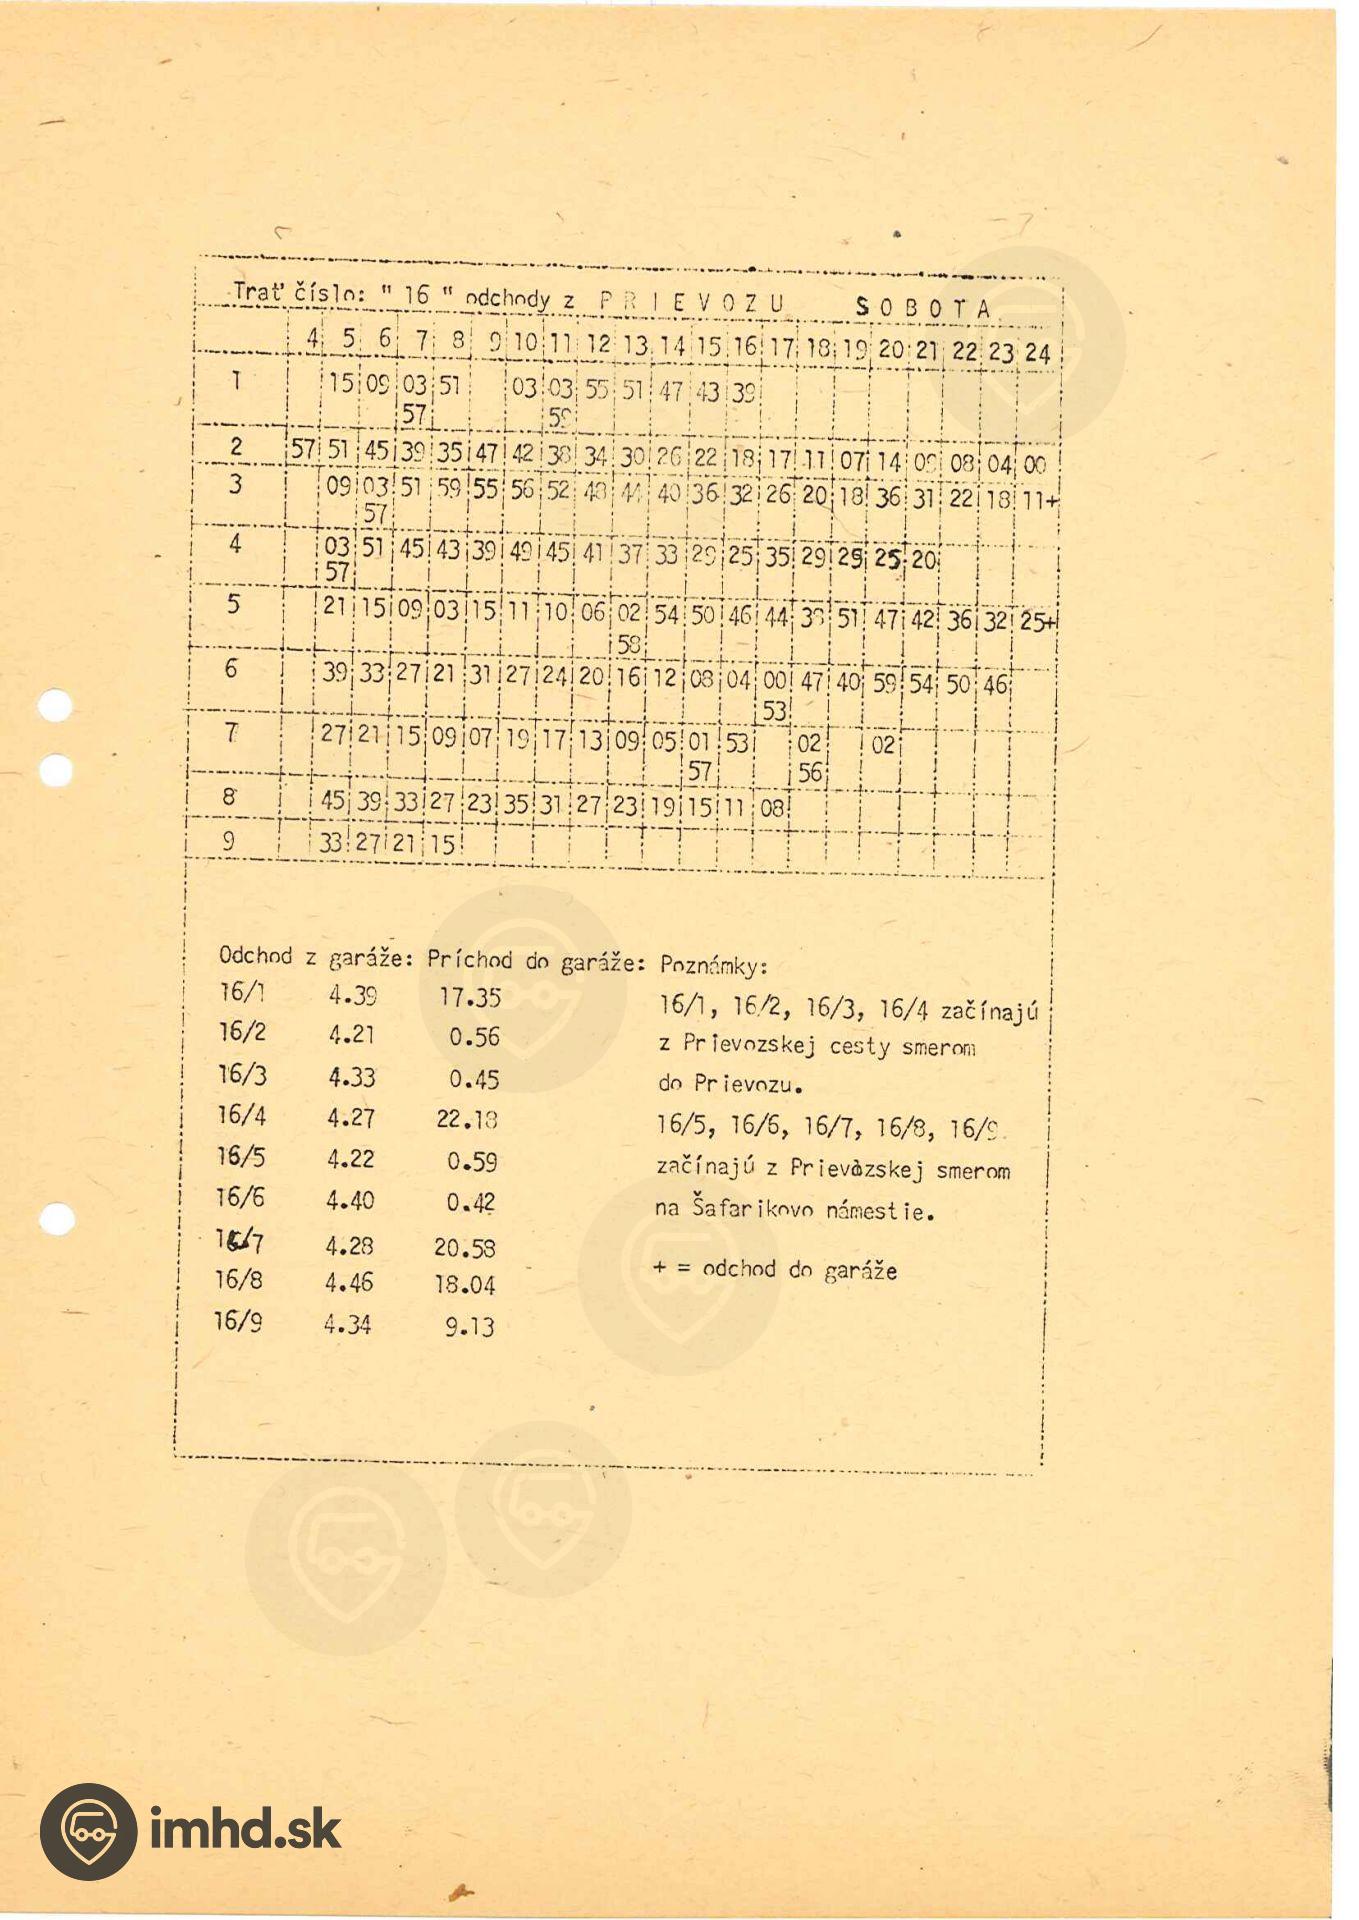 Trať číslo: " 16 " odchody z P R I E V O Z U S O B O T A
4 5 6 7 8 9 10 11 12 13 14 15 16 17 18 19 20 21 22 23 24
1 15 09 03 51 03 03 55 51 47 43 39
57 59
2 57 51 45 39 35 47 42 38 34 30 26 22 18 17 11 07 14 09 08 04 00
3 09 03 51 59 55 56 52 48 44 40 36 32 26 20 18 36 31 22 18 11+
57
4 03 51 45 43 39 49 45 41 37 33 29 25 35 29 29 25 20
57
5 21 15 09 03 15 11 10 06 02 54 50 46 44 38 51 47 42 36 32 25+
58
6 39 33 27 21 31 27 24 20 16 12 08 04 00 47 40 59 54 50 46
53
7 27 21 15 09 07 19 17 13 09 05 01 53 02 02
57 56
8 45 39 33 27 23 35 31 27 23 19 15 11 08
9 33 27 21 15
Odchod z garáže: Príchod do garáže: Poznámky:
16/1 4.39 17.35 16/1, 16/2, 16/3, 16/4 začínajú
16/2 4.21 0.56 z Prievozskej cesty smerom
16/3 4.33 0.45 do Prievozu.
16/4 4.27 22.18 16/5, 16/6, 16/7, 16/8, 16/9
16/5 4.22 0.59 začínajú z Prievozskej smerom
16/6 4.40 0.42 na Šafarikovo námestie.
16/7 4.28 20.58 + = odchod do garáže
16/8 4.46 18.04
16/9 4.34 9.13
imhd.sk